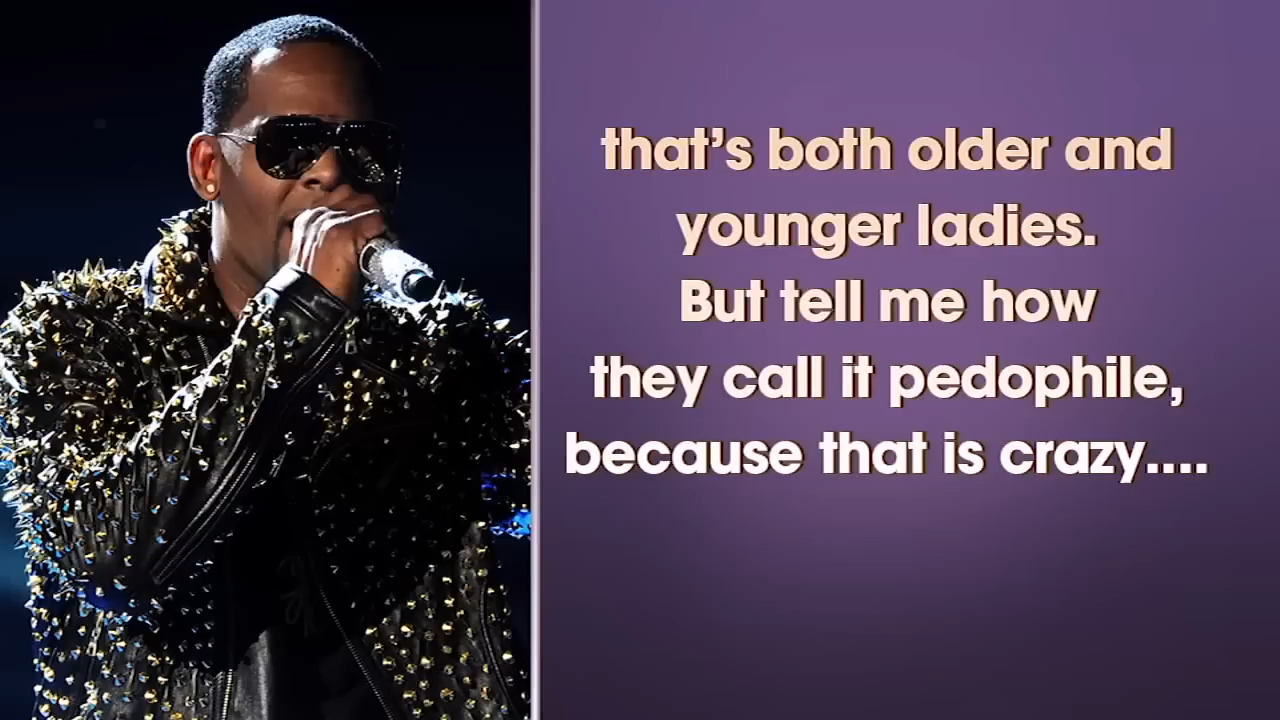 that's both older and
younger ladies.
But tell me how
they call it pedophile,
because that is crazy....